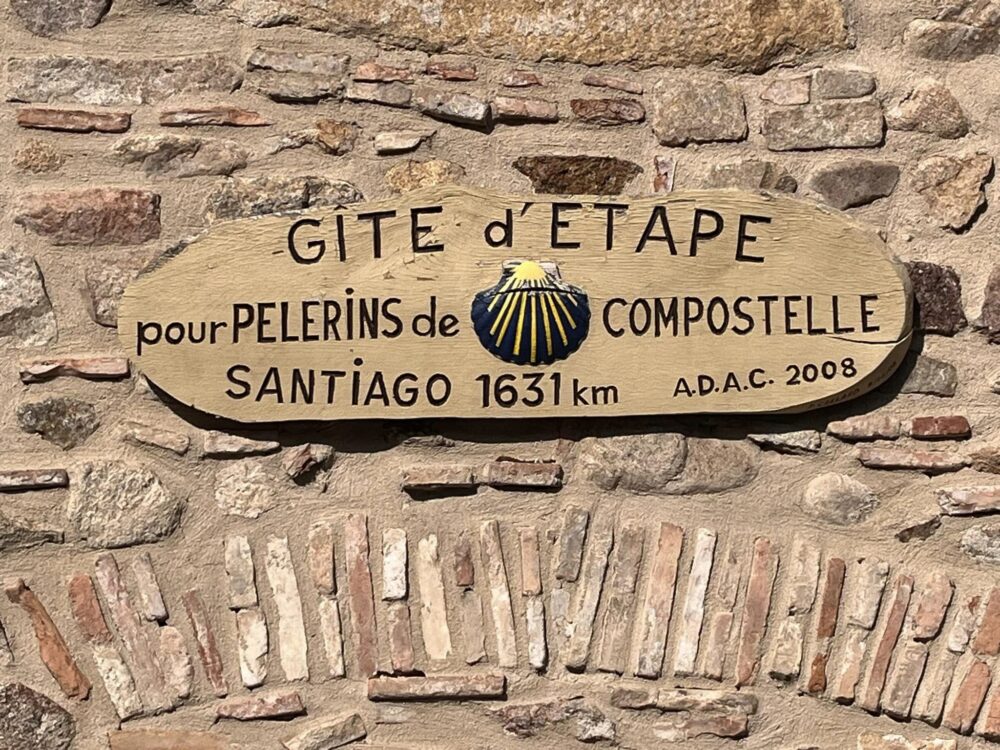 GITE d'ETAPE
pour PELERiNS de COMPOSTELLE
SANTiAGO 1631 km A.D.A.C. 2008